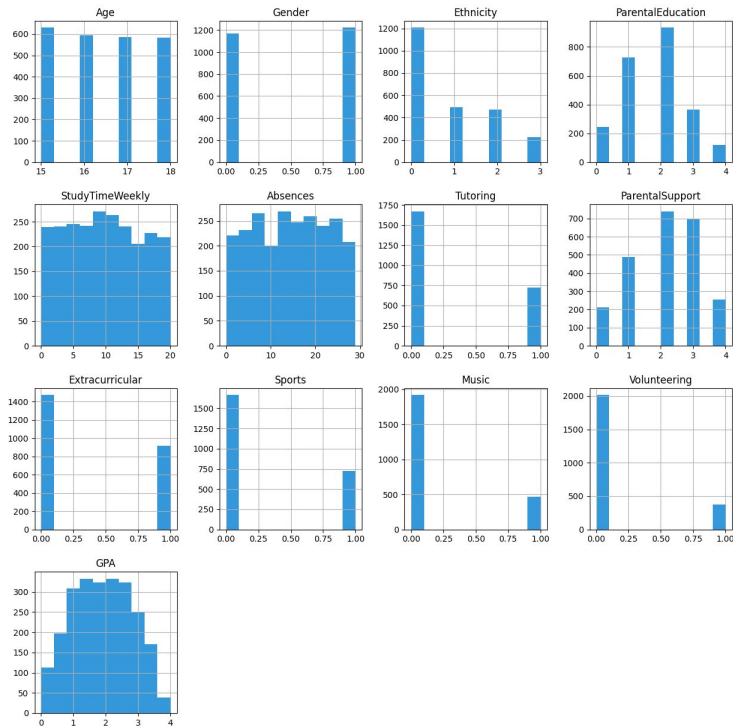 Age Gender Ethnicity ParentalEducation
600 500 400 300 200 100 0
15 16 17 18
1200 1000 800 600 400 200 0
0.00 0.25 0.50 0.75 1.00
1200 1000 800 600 400 200 0
0 1 2 3
800 600 400 200 0
0 1 2 3 4
StudyTimeWeekly Absences Tutoring ParentalSupport
250 200 150 100 50 0
0 5 10 15 20
250 200 150 100 50 0
0 10 20 30
1750 1500 1250 1000 750 500 250 0
0.00 0.25 0.50 0.75 1.00
700 600 500 400 300 200 100 0
0 1 2 3 4
Extracurricular Sports Music Volunteering
1400 1200 1000 800 600 400 200 0
0.00 0.25 0.50 0.75 1.00
1500 1250 1000 750 500 250 0
0.00 0.25 0.50 0.75 1.00
2000 1500 1000 500 0
0.00 0.25 0.50 0.75 1.00
2000 1500 1000 500 0
0.00 0.25 0.50 0.75 1.00
GPA
300 250 200 150 100 50 0
0 1 2 3 4